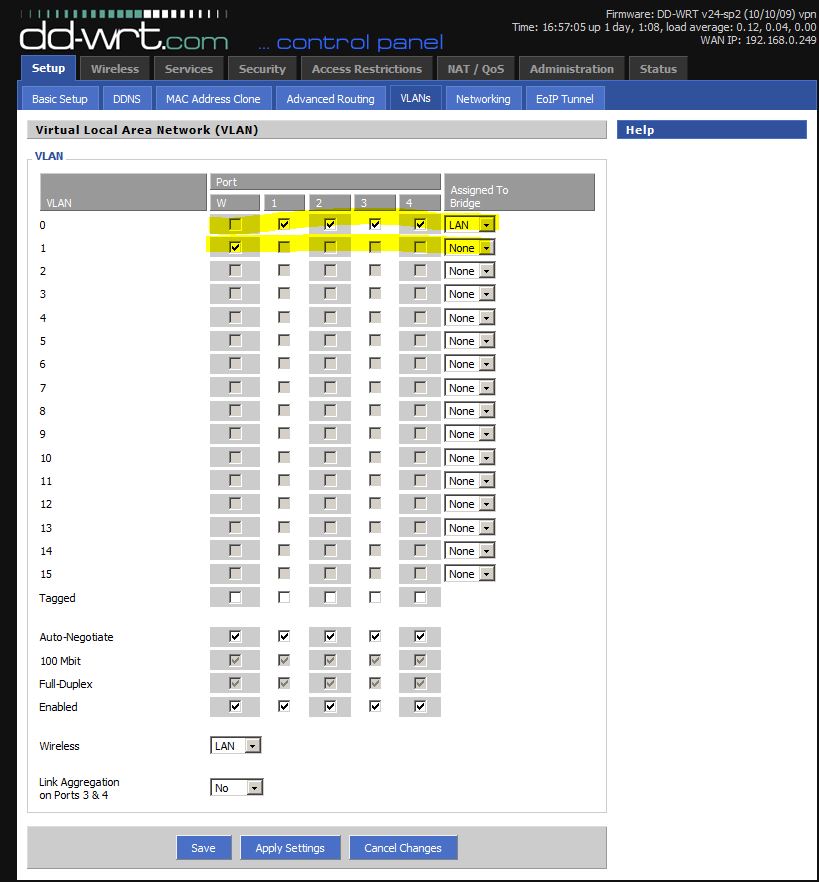 dd-wrt.com
... control panel
Firmware: DD-WRT v24-sp2 (10/10/09) vpn
Time: 16:57:05 up 1 day, 1:08, load average: 0.12, 0.04, 0.00
WAN IP: 192.168.0.249
Setup Wireless Services Security Access Restrictions NAT / QoS Administration Status
Basic Setup DDNS MAC Address Clone Advanced Routing VLANs Networking EoIP Tunnel
Virtual Local Area Network (VLAN)
Help
VLAN
Port
VLAN W 1 2 3 4
Assigned To
Bridge
0 LAN
1 None
2 None
3 None
4 None
5 None
6 None
7 None
8 None
9 None
10 None
11 None
12 None
13 None
14 None
15 None
Tagged
Auto-Negotiate
100 Mbit
Full-Duplex
Enabled
Wireless LAN
Link Aggregation
on Ports 3 & 4
No
Save Apply Settings Cancel Changes